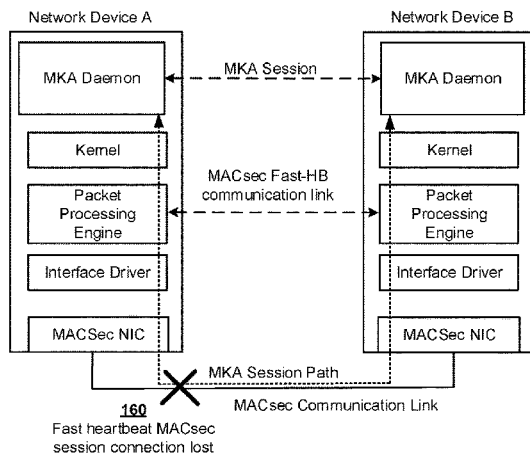 Network Device A
Network Device B
MKA Daemon
MKA Session
MKA Daemon
Kernel
Kernel
MACsec Fast-HB
communication link
Packet
Processing
Engine
Packet
Processing
Engine
Interface Driver
Interface Driver
MACSec NIC
MACSec NIC
MKA Session Path
MACsec Communication Link
160
Fast heartbeat MACsec
session connection lost